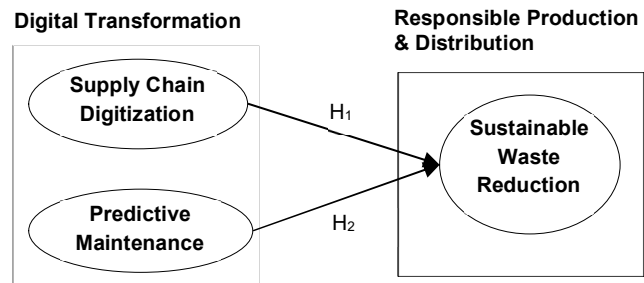 Digital Transformation
Responsible Production
& Distribution
Supply Chain
Digitization
H₁
Sustainable
Waste
Reduction
Predictive
Maintenance
H₂